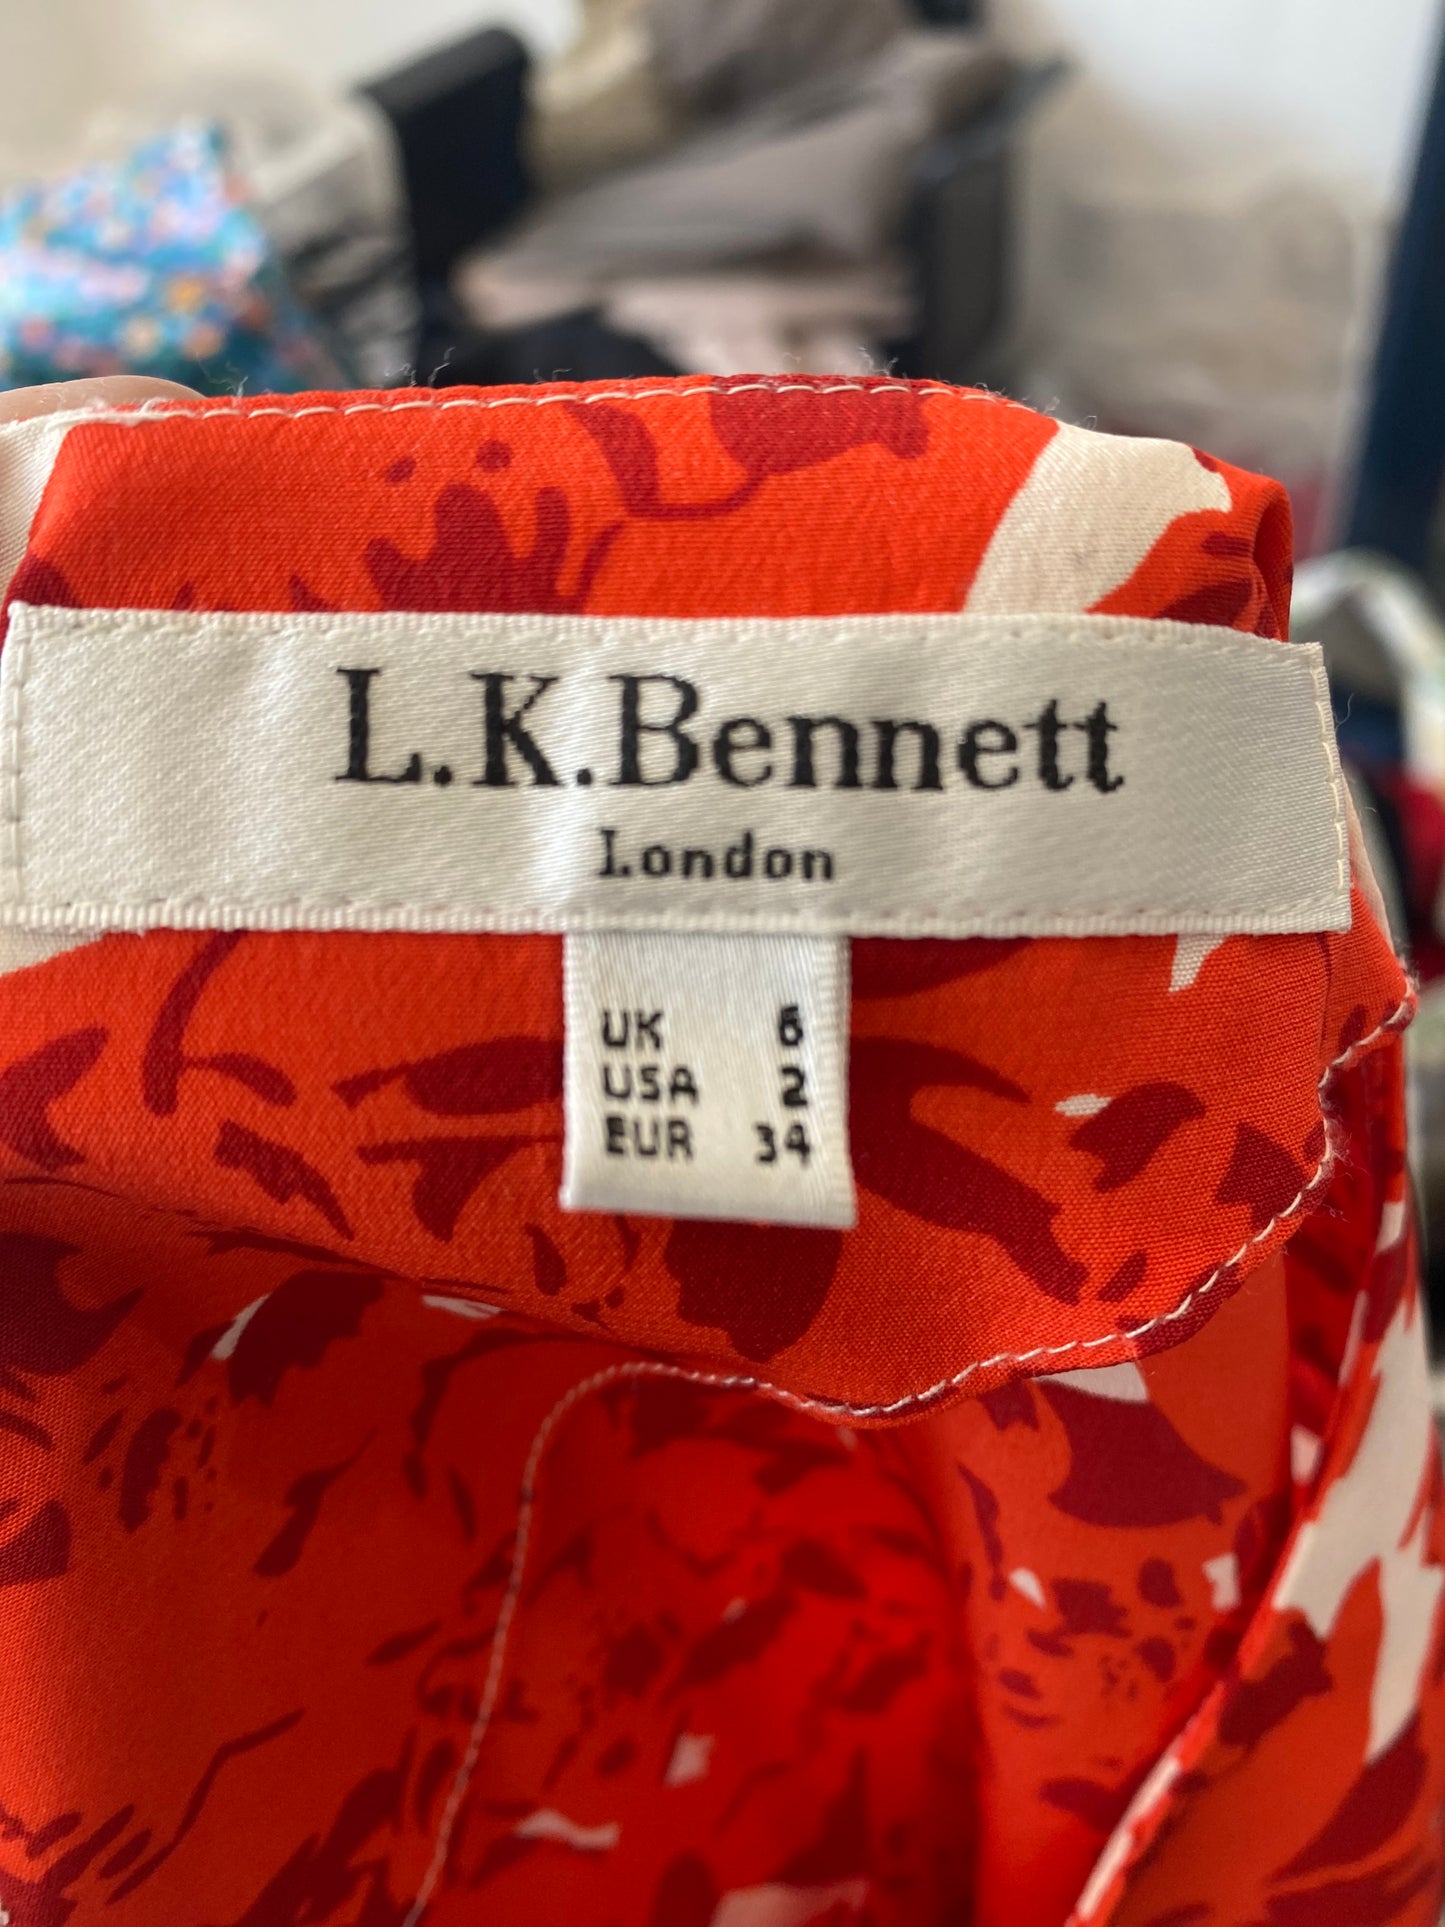 L.K.Bennett
London
UK 6
USA 2
EUR 34